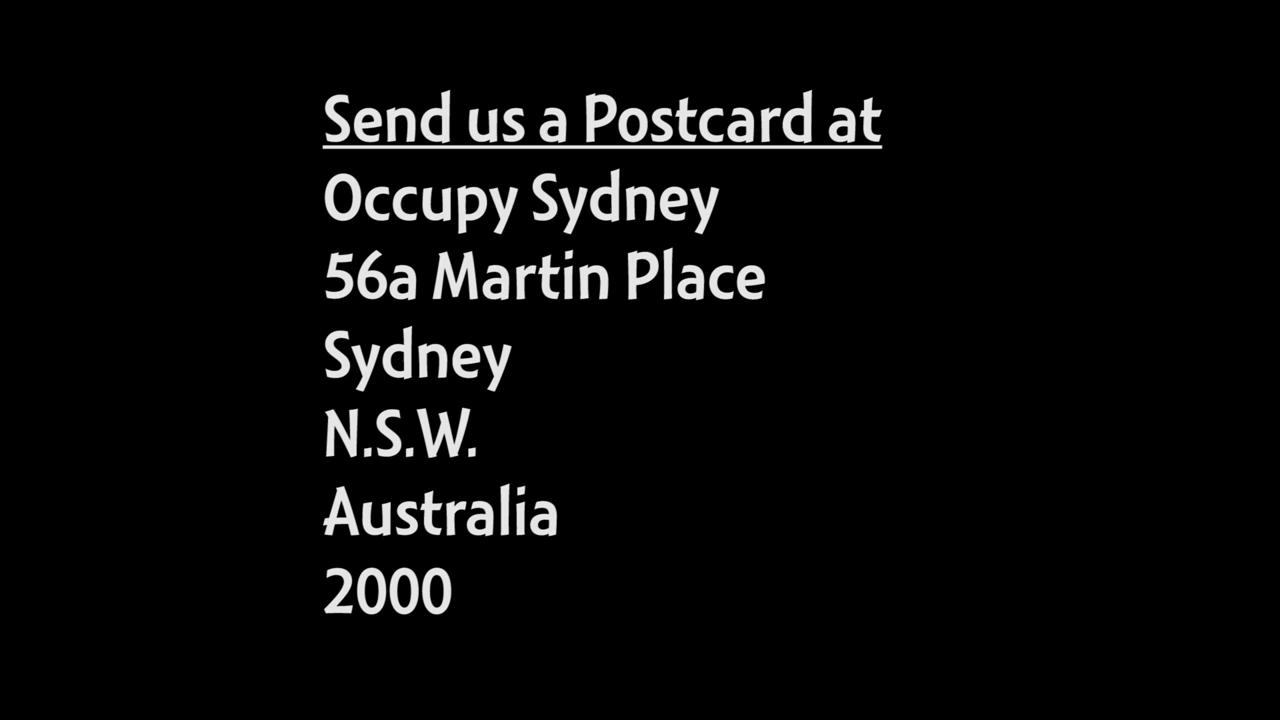 Send us a Postcard at
Occupy Sydney
56a Martin Place
Sydney
N.S.W.
Australia
2000